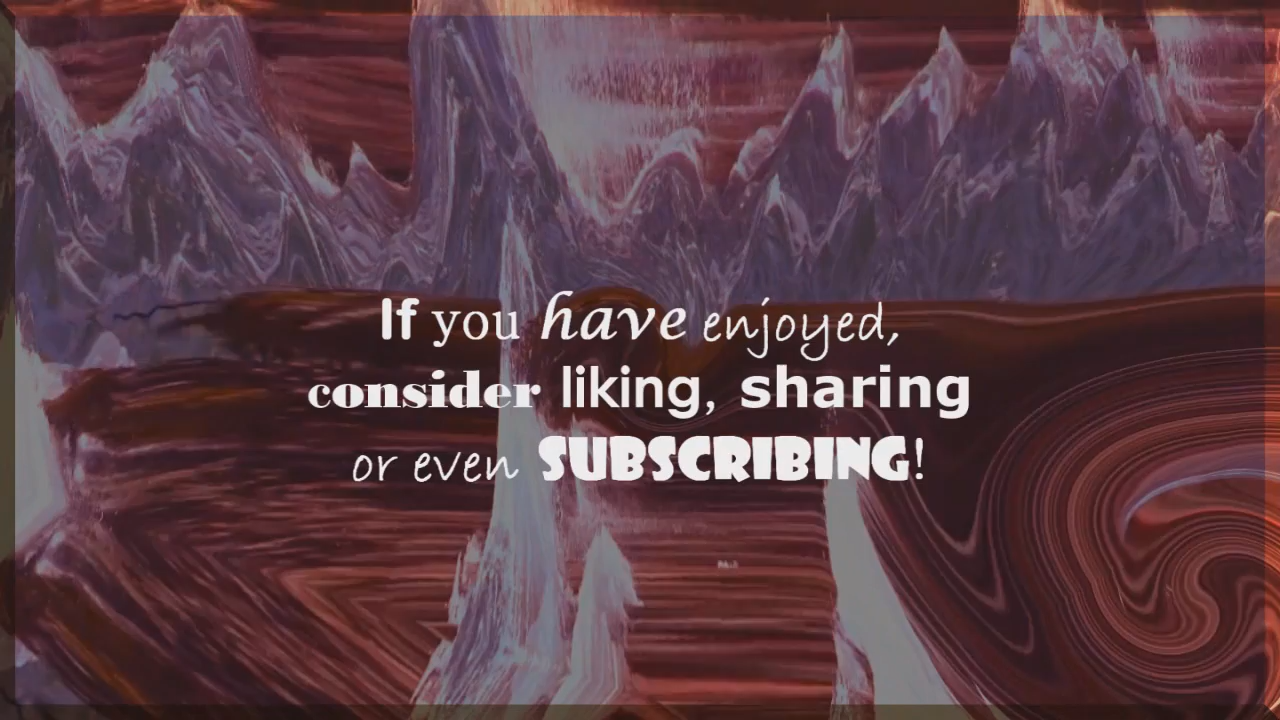 If you have enjoyed,
consider liking, sharing
or even SUBSCRIBING!